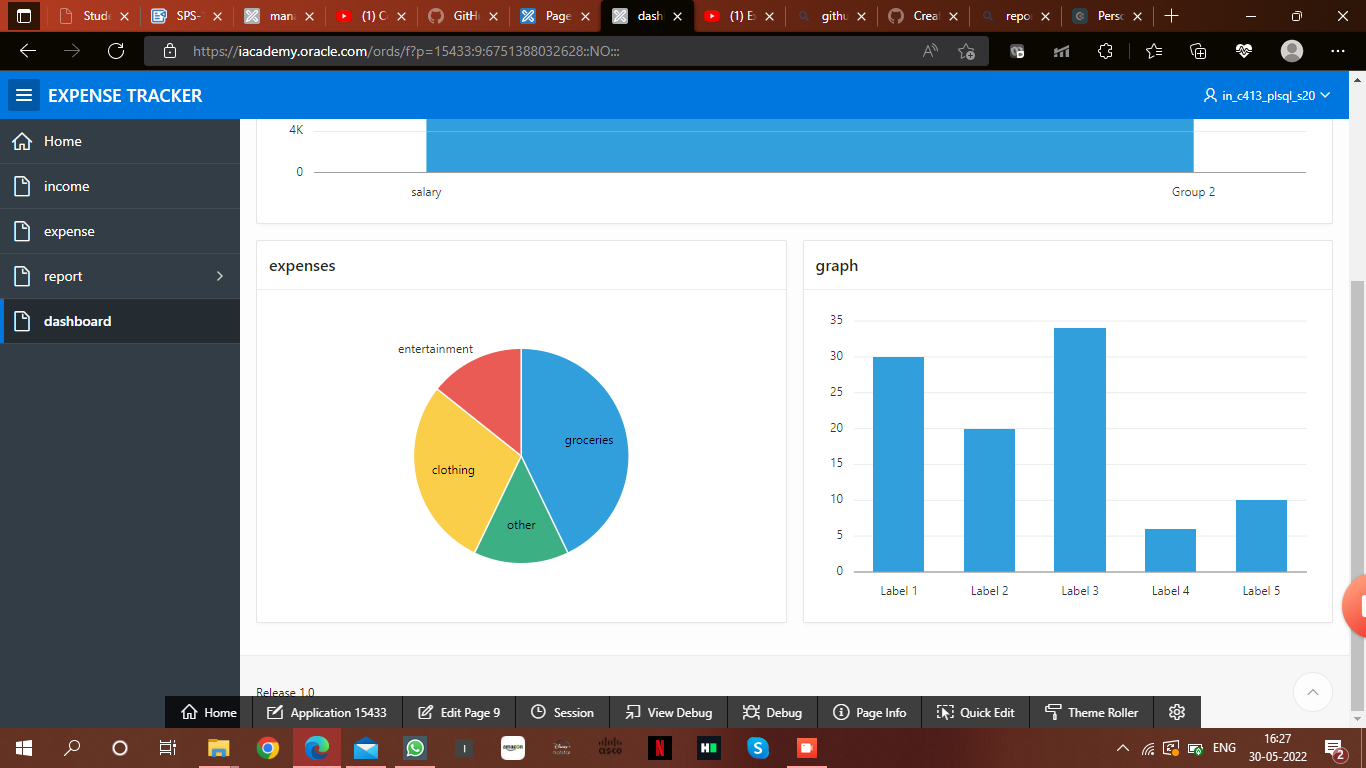 Stude
SPS-
mana
(1) C
GitH
Page
dash
(1) E
githu
Creat
repo
Perso
https://iacademy.oracle.com/ords/f?p=15433:9:6751388032628::NO:::
EXPENSE TRACKER
in_c413_plsql_s20
Home
income
expense
report
dashboard
4K
0
salary
Group 2
expenses
entertainment
groceries
clothing
other
graph
35
30
25
20
15
10
5
0
Label 1
Label 2
Label 3
Label 4
Label 5
Release 1.0
Home
Application 15433
Edit Page 9
Session
View Debug
Debug
Page Info
Quick Edit
Theme Roller
amazon
cisco
N
H
S
ENG
16:27
30-05-2022
2